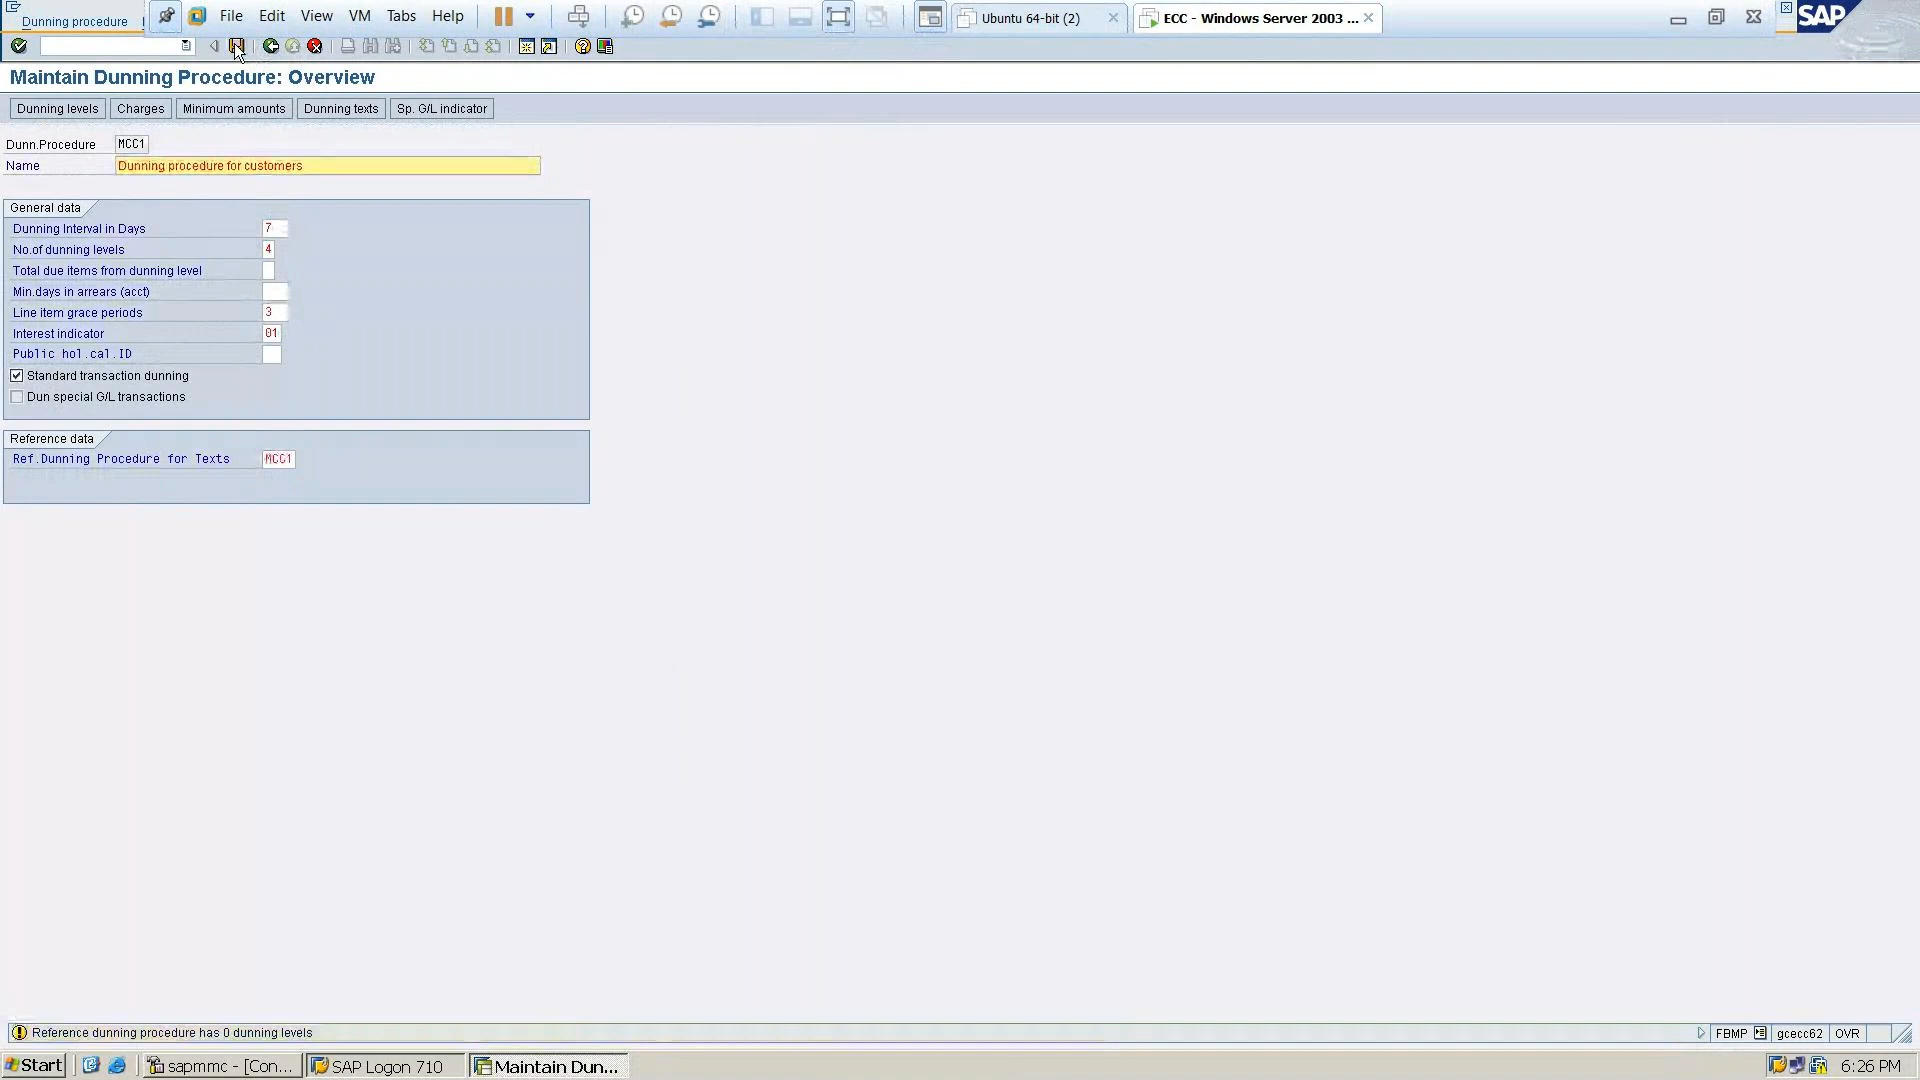 Dunning procedure
File Edit View VM Tabs Help
Ubuntu 64-bit (2)
ECC - Windows Server 2003 ...
SAP
Maintain Dunning Procedure: Overview
Dunning levels Charges Minimum amounts Dunning texts Sp. G/L indicator
Dunn.Procedure MCC1
Name Dunning procedure for customers
General data
Dunning Interval in Days 7
No.of dunning levels 4
Total due items from dunning level
Min.days in arrears (acct)
Line item grace periods 3
Interest indicator 01
Public hol.cal.ID
Standard transaction dunning
Dun special G/L transactions
Reference data
Ref.Dunning Procedure for Texts MCC1
Reference dunning procedure has 0 dunning levels
FBMP gcecc62 OVR
Start sapmmc - [Con... SAP Logon 710 Maintain Dun... 6:26 PM